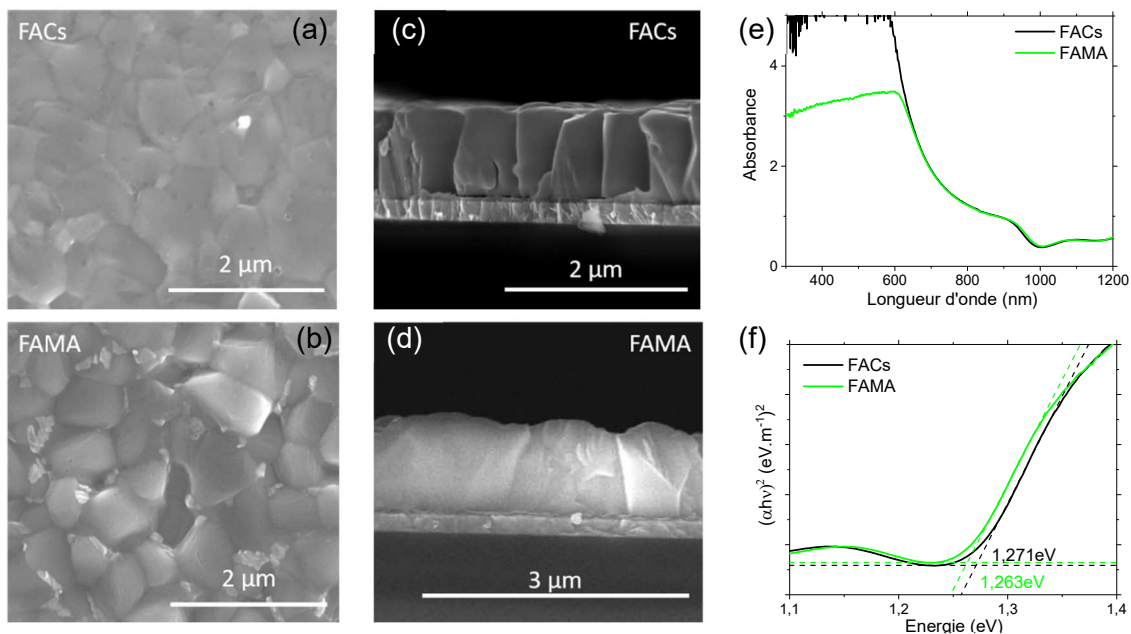 FACs (a)
2 µm
FAMA (b)
2 µm
(c) FACs
2 µm
(d) FAMA
3 µm
(e)
FACs
FAMA
4
2
0
Absorbance
400 600 800 1000 1200
Longueur d'onde (nm)
(f)
FACs
FAMA
(αhν)² (eV.m⁻¹)²
1,271eV
1,263eV
1,1 1,2 1,3 1,4
Energie (eV)